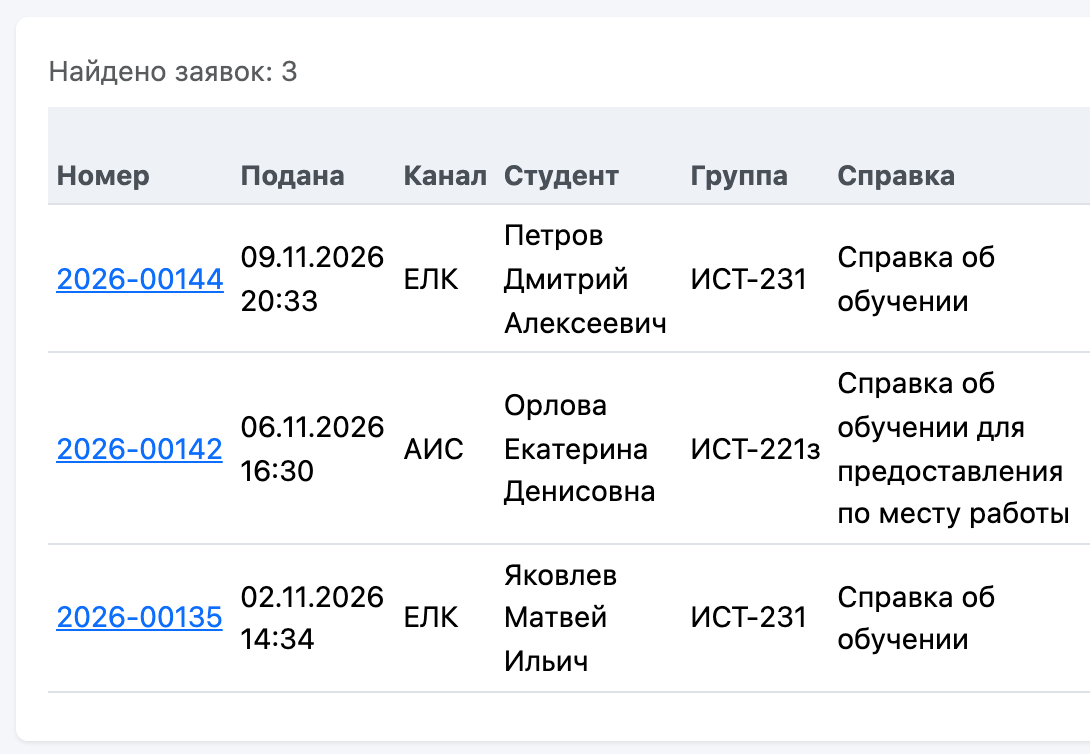 Найдено заявок: 3
Номер Подана Канал Студент Группа Справка
2026-00144 09.11.2026 20:33 ЕЛК Петров Дмитрий Алексеевич ИСТ-231 Справка об обучении
2026-00142 06.11.2026 16:30 АИС Орлова Екатерина Денисовна ИСТ-221з Справка об обучении для предоставления по месту работы
2026-00135 02.11.2026 14:34 ЕЛК Яковлев Матвей Ильич ИСТ-231 Справка об обучении